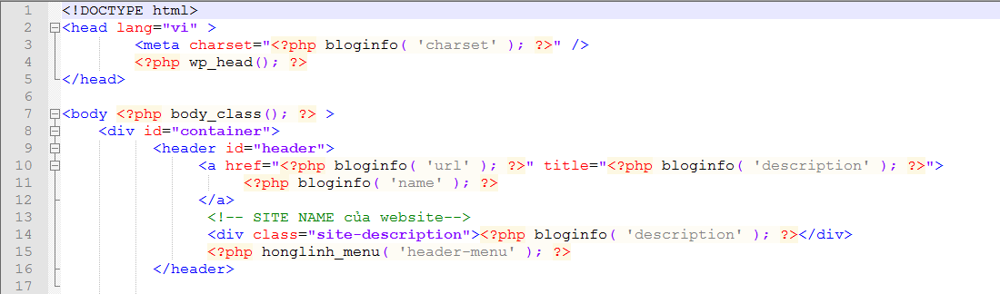 1 <!DOCTYPE html>
2 <head lang="vi" >
3 <meta charset="<?php bloginfo( 'charset' ); ?>" />
4 <?php wp_head(); ?>
5 </head>
6
7 <body <?php body_class(); ?> >
8 <div id="container">
9 <header id="header">
10 <a href="<?php bloginfo( 'url' ); ?>" title="<?php bloginfo( 'description' ); ?>">
11 <?php bloginfo( 'name' ); ?>
12 </a>
13 <!-- SITE NAME của website-->
14 <div class="site-description"><?php bloginfo( 'description' ); ?></div>
15 <?php honglinh_menu( 'header-menu' ); ?>
16 </header>
17